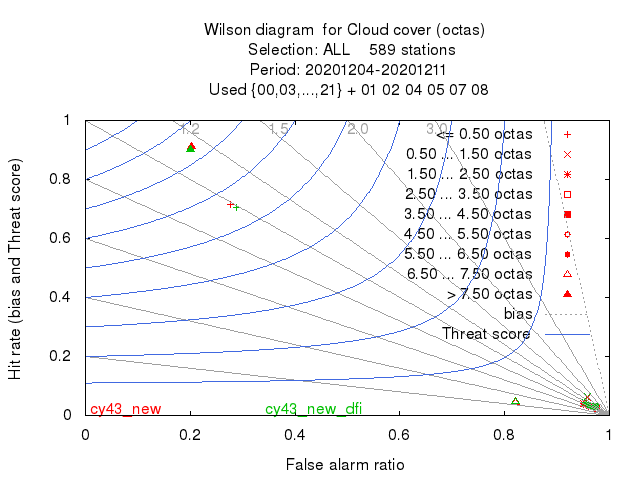 Wilson diagram  for Cloud cover (octas)
Selection: ALL    589 stations
Period: 20201204-20201211
Used {00,03,...,21} + 01 02 04 05 07 08
1.2 1.5 2.0 3.0
<= 0.50 octas
0.50 ... 1.50 octas
1.50 ... 2.50 octas
2.50 ... 3.50 octas
3.50 ... 4.50 octas
4.50 ... 5.50 octas
5.50 ... 6.50 octas
6.50 ... 7.50 octas
> 7.50 octas
bias
Threat score
1
0.8
0.6
0.4
0.2
0
Hit rate (bias and Threat score)
cy43_new cy43_new_dfi
0 0.2 0.4 0.6 0.8 1
False alarm ratio